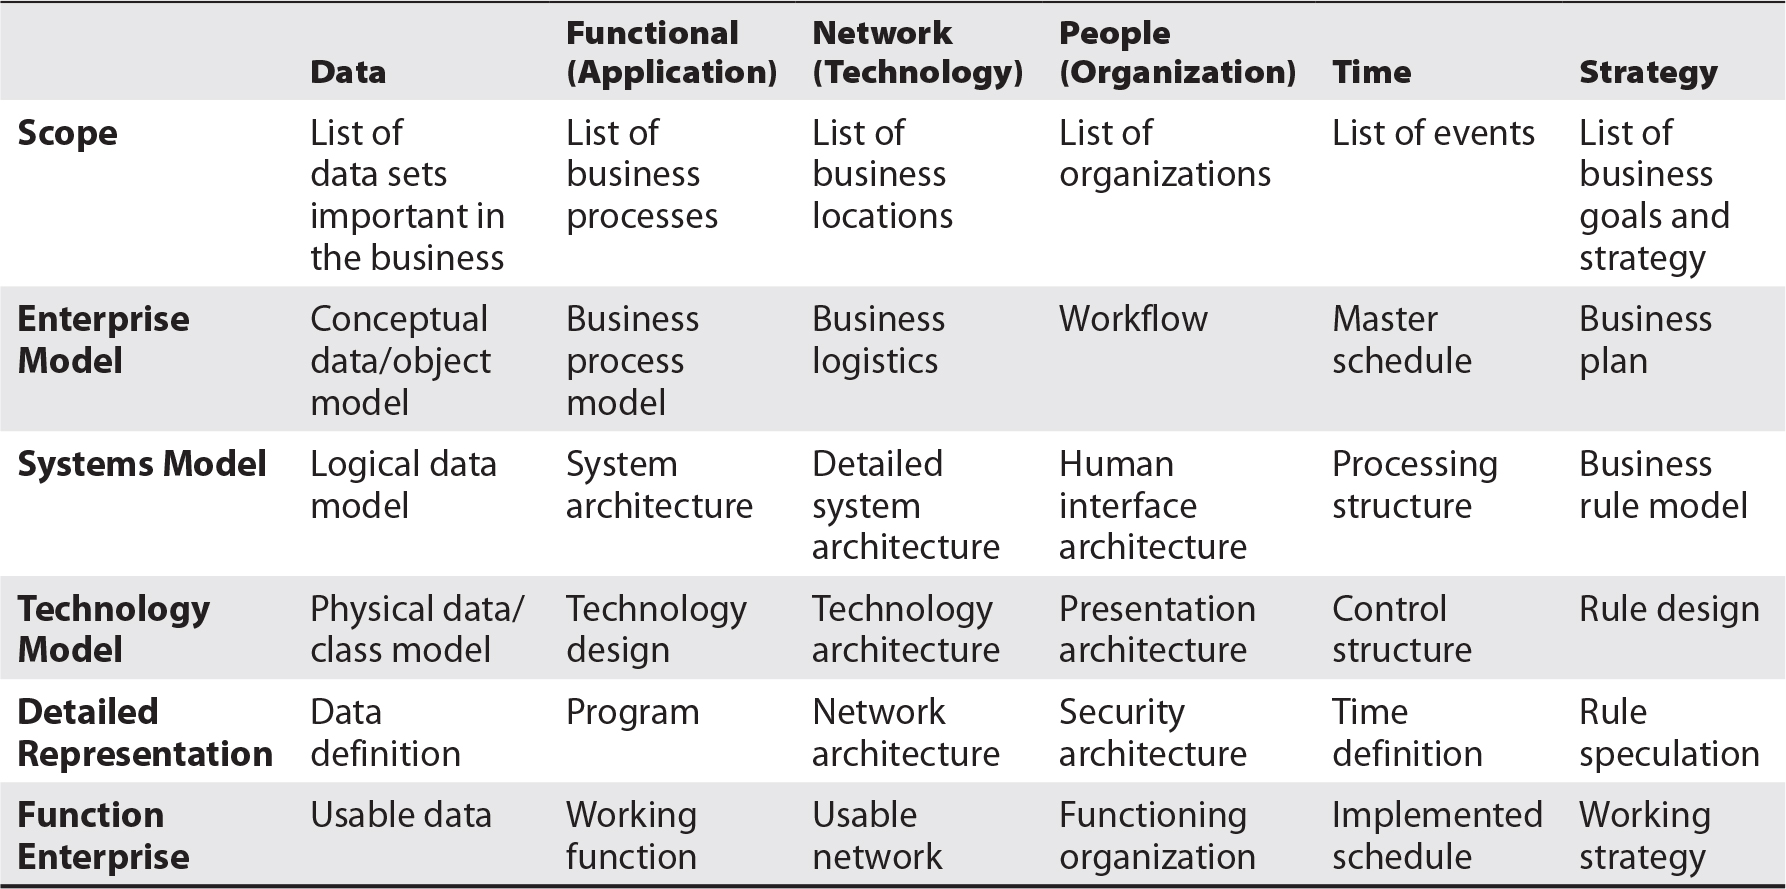 Data
Functional
(Application)
Network
(Technology)
People
(Organization)
Time
Strategy
Scope
List of
data sets
important in
the business
List of
business
processes
List of
business
locations
List of
organizations
List of events
List of
business
goals and
strategy
Enterprise
Model
Conceptual
data/object
model
Business
process
model
Business
logistics
Workflow
Master
schedule
Business
plan
Systems Model
Logical data
model
System
architecture
Detailed
system
architecture
Human
interface
architecture
Processing
structure
Business
rule model
Technology
Model
Physical data/
class model
Technology
design
Technology
architecture
Presentation
architecture
Control
structure
Rule design
Detailed
Representation
Data
definition
Program
Network
architecture
Security
architecture
Time
definition
Rule
speculation
Function
Enterprise
Usable data
Working
function
Usable
network
Functioning
organization
Implemented
schedule
Working
strategy